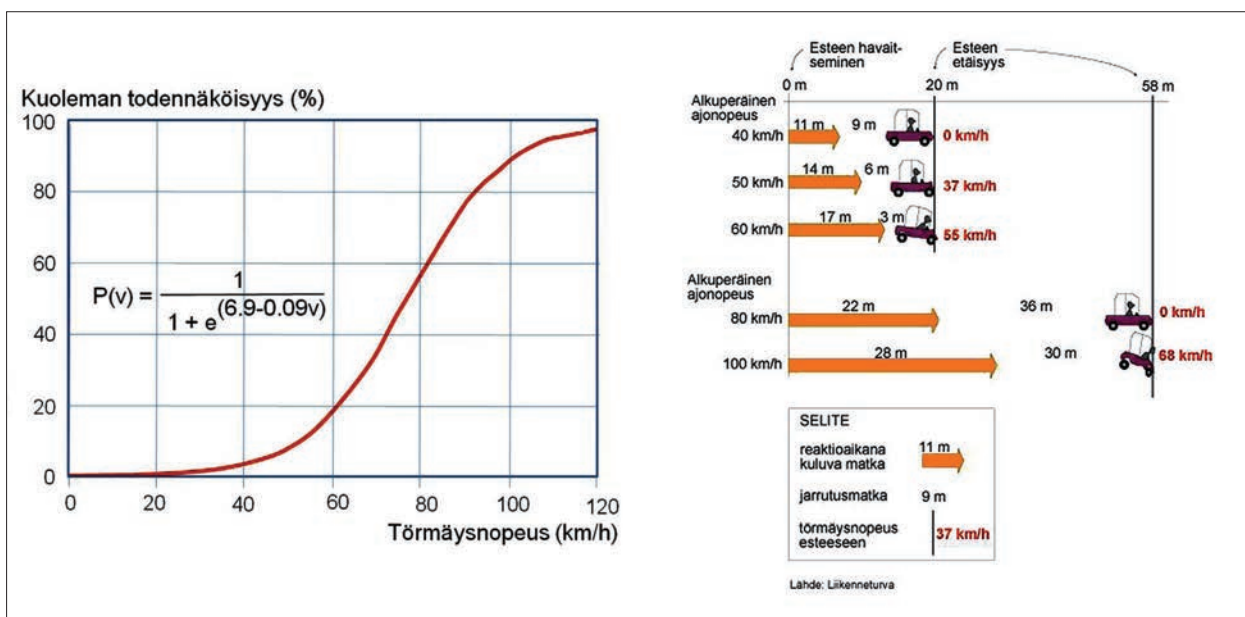 Kuoleman todennäköisyys (%)
100
80
60
40
20
0
P(v) = 1 / 1 + e^(6.9-0.09v)
0 20 40 60 80 100 120
Törmäysnopeus (km/h)
Esteen havait-
seminen
Esteen
etäisyys
0 m 20 m 58 m
Alkuperäinen
ajonopeus
40 km/h 11 m 9 m 0 km/h
50 km/h 14 m 6 m 37 km/h
60 km/h 17 m 3 m 55 km/h
Alkuperäinen
ajonopeus
80 km/h 22 m 36 m 0 km/h
100 km/h 28 m 30 m 68 km/h
SELITE
reaktioaikana
kuluva matka
11 m
jarrutusmatka 9 m
törmäysnopeus
esteeseen
37 km/h
Lähde: Liikenneturva